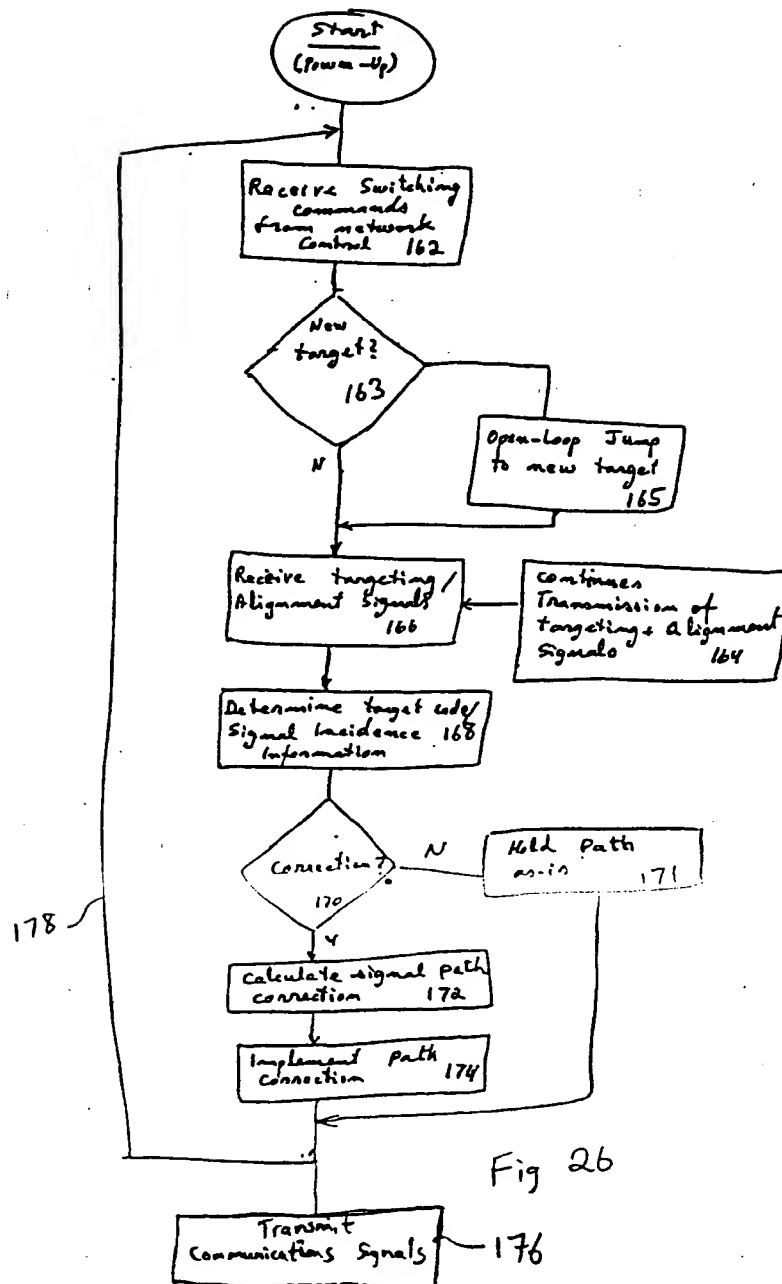 Start
(Power-Up)
Receive Switching
commands
from network
Control 162
New
target?
163
N
Open-Loop Jump
to new target
165
Receive targeting/
Alignment Signals
166
continues
Transmission of
targeting + Alignment
Signals 164
Determine target code/
Signal Incidence 168
Information
Correction?
170
N
Hold Path
as-is 171
Y
178
Calculate signal path
correction 172
Implement Path
Correction 174
Fig 26
Transmit
Communications Signals
176